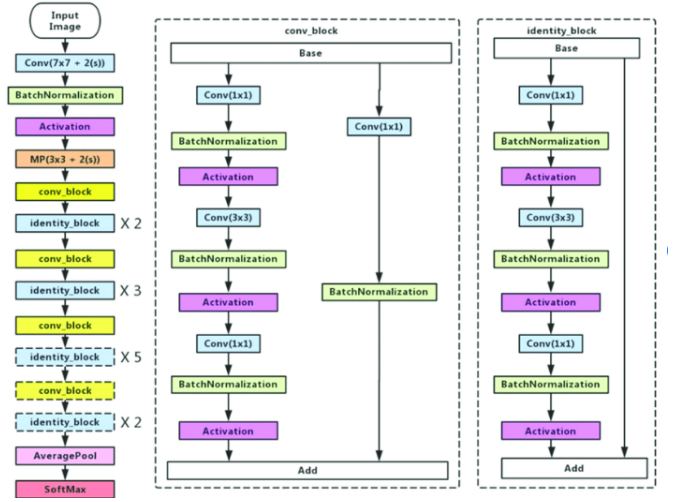 Input
Image
Conv(7x7 + 2(s))
BatchNormalization
Activation
MP(3x3 + 2(s))
conv_block
identity_block X 2
conv_block
identity_block X 3
conv_block
identity_block X 5
conv_block
identity_block X 2
AveragePool
SoftMax
conv_block
Base
Conv(1x1)
BatchNormalization
Activation
Conv(3x3)
BatchNormalization
Activation
Conv(1x1)
BatchNormalization
Activation
Conv(1x1)
BatchNormalization
Add
identity_block
Base
Conv(1x1)
BatchNormalization
Activation
Conv(3x3)
BatchNormalization
Activation
Conv(1x1)
BatchNormalization
Activation
Add